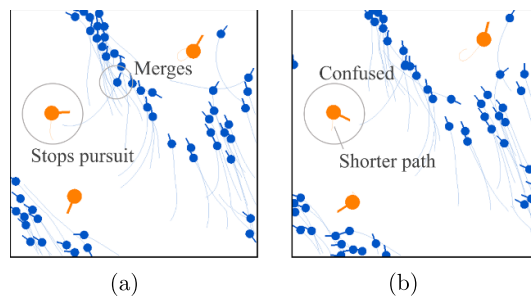 Merges
Stops pursuit
Confused
Shorter path
(a)
(b)